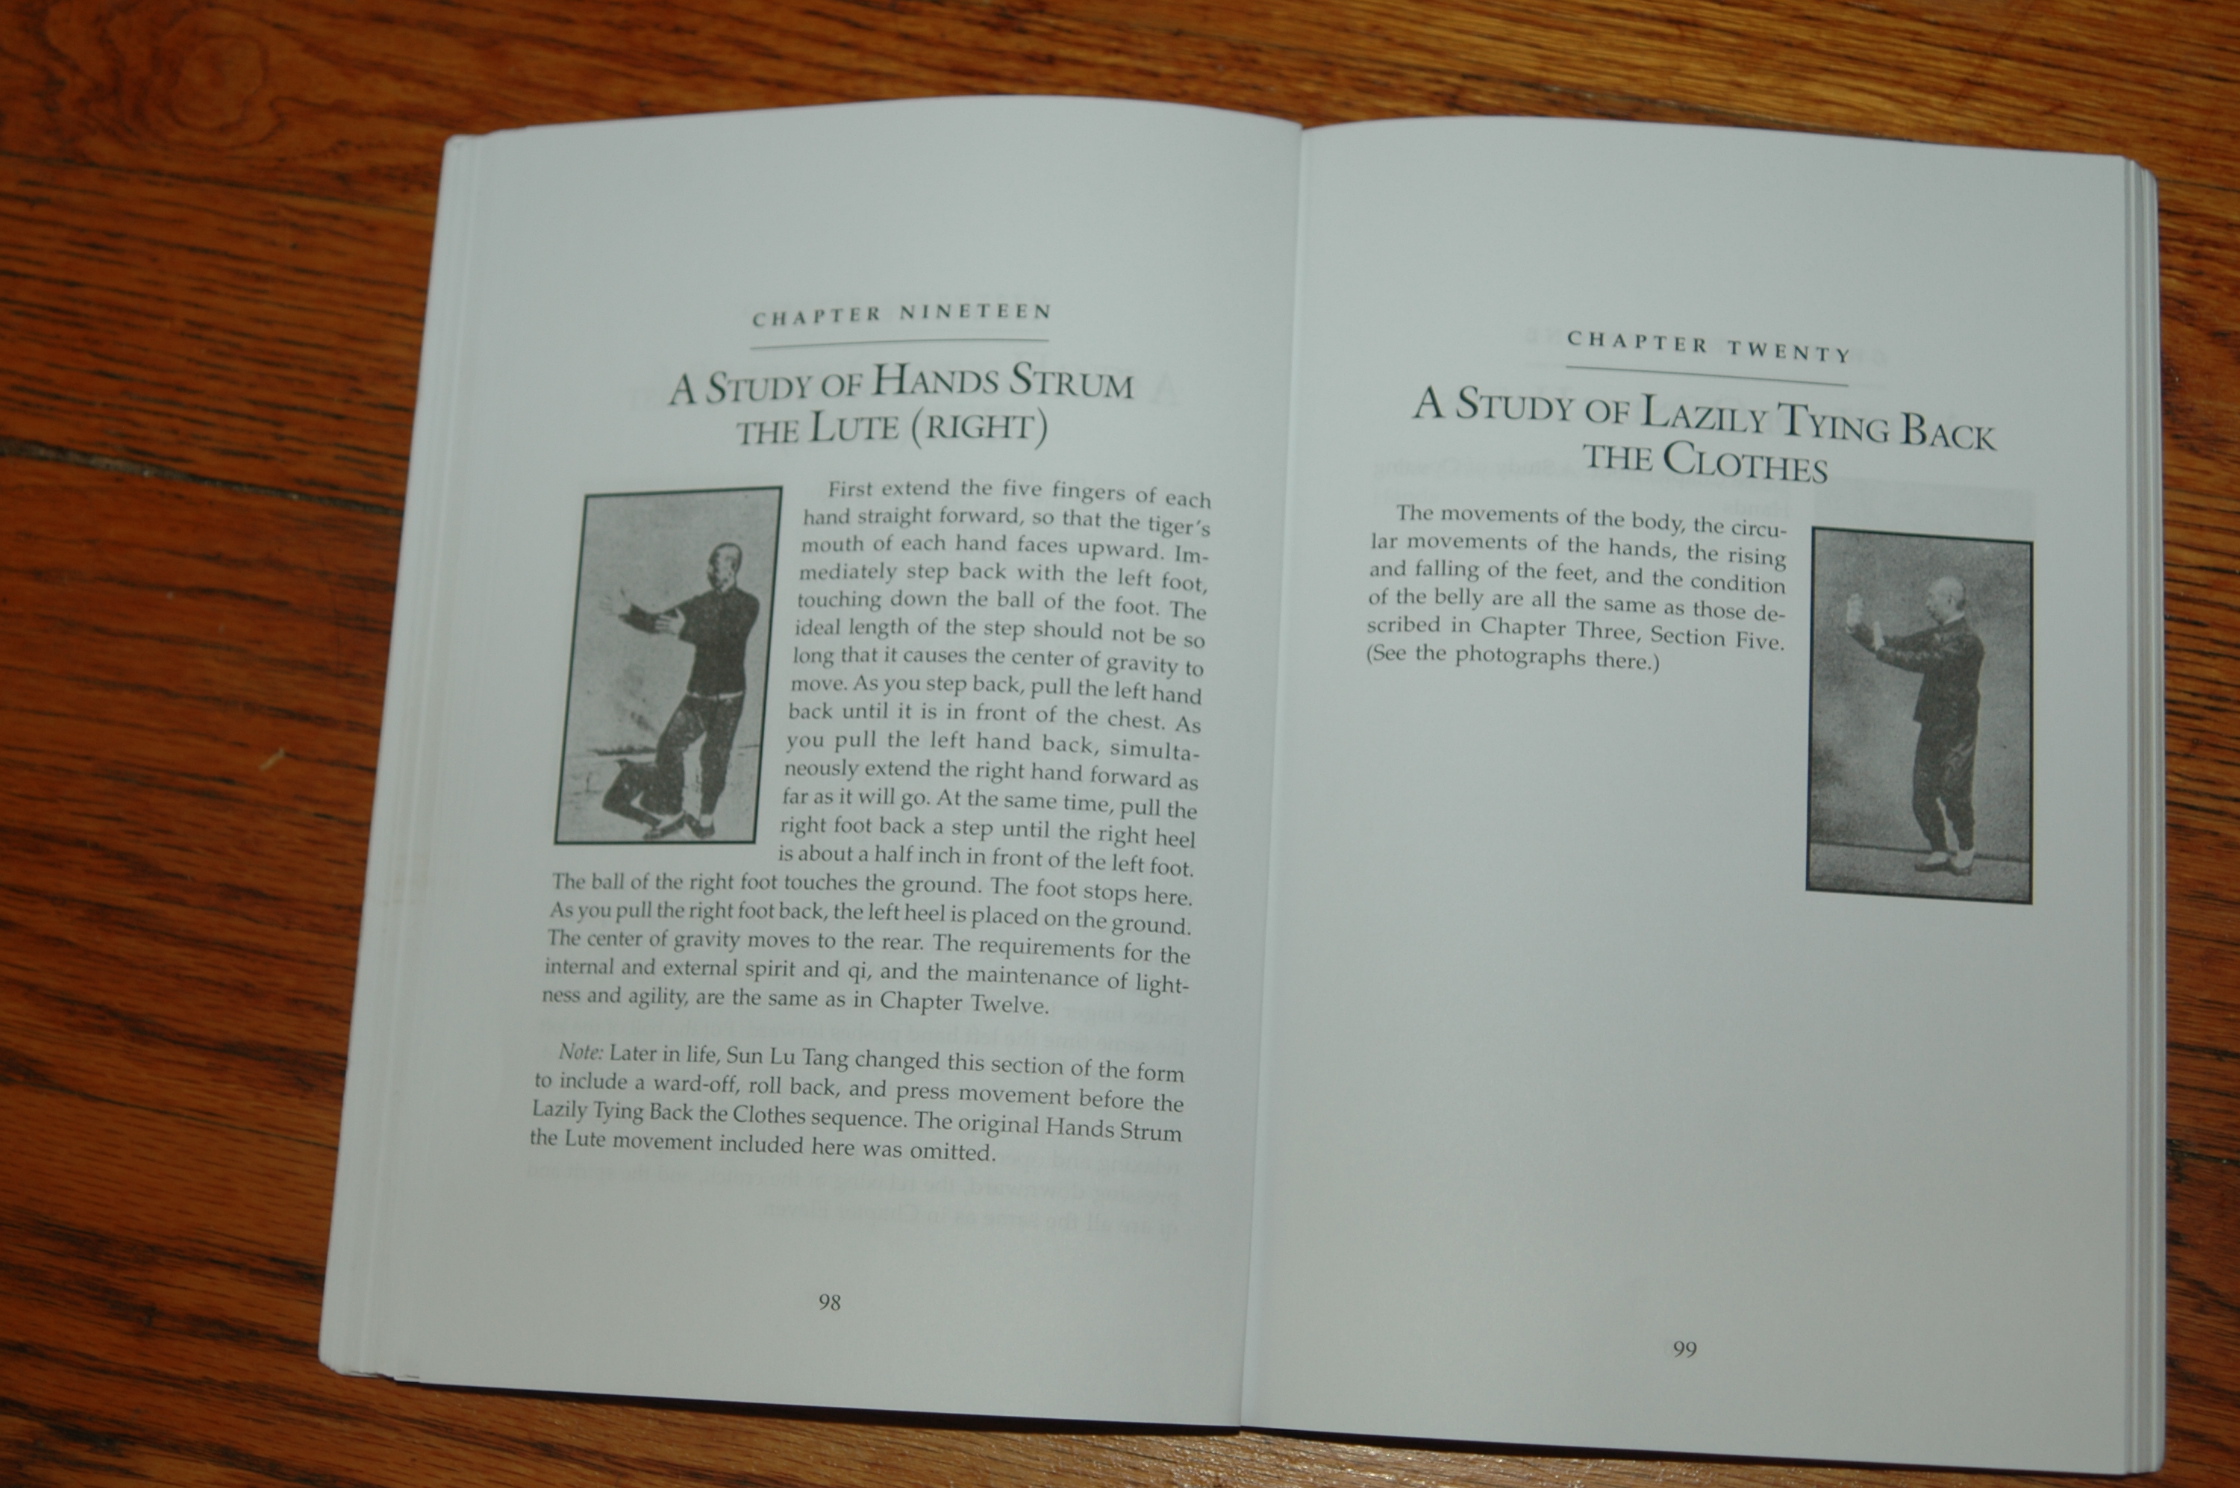 CHAPTER NINETEEN
A STUDY OF HANDS STRUM
THE LUTE (RIGHT)
First extend the five fingers of each
hand straight forward, so that the tiger's
mouth of each hand faces upward. Im-
mediately step back with the left foot,
touching down the ball of the foot. The
ideal length of the step should not be so
long that it causes the center of gravity to
move. As you step back, pull the left hand
back until it is in front of the chest. As
you pull the left hand back, simulta-
neously extend the right hand forward as
far as it will go. At the same time, pull the
right foot back a step until the right heel
is about a half inch in front of the left foot.
The ball of the right foot touches the ground. The foot stops here.
As you pull the right foot back, the left heel is placed on the ground.
The center of gravity moves to the rear. The requirements for the
internal and external spirit and qi, and the maintenance of light-
ness and agility, are the same as in Chapter Twelve.
Note: Later in life, Sun Lu Tang changed this section of the form
to include a ward-off, roll back, and press movement before the
Lazily Tying Back the Clothes sequence. The original Hands Strum
the Lute movement included here was omitted.
98
CHAPTER TWENTY
A STUDY OF LAZILY TYING BACK
THE CLOTHES
The movements of the body, the circu-
lar movements of the hands, the rising
and falling of the feet, and the condition
of the belly are all the same as those de-
scribed in Chapter Three, Section Five.
(See the photographs there.)
99